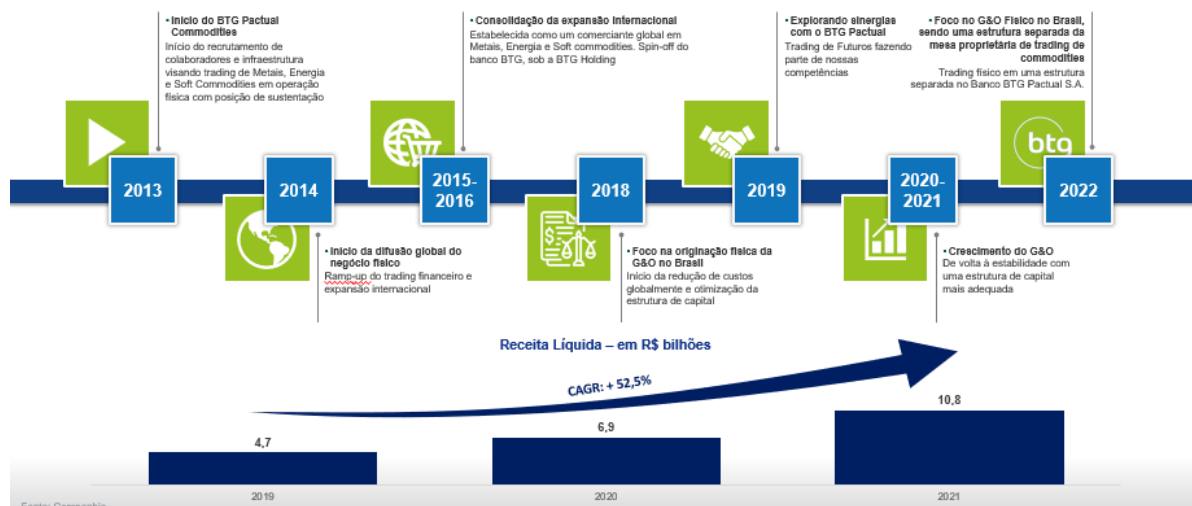 • Início do BTG Pactual
Commodities
Início do recrutamento de
colaboradores e infraestrutura
visando trading de Metais, Energia
e Soft Commodities em operação
física com posição de sustentação
• Consolidação da expansão internacional
Estabelecida como um comerciante global em
Metais, Energia e Soft commodities. Spin-off do
banco BTG, sob a BTG Holding
• Explorando sinergias
com o BTG Pactual
Trading de Futuros fazendo
parte de nossas
competências
• Foco no G&O Físico no Brasil,
sendo uma estrutura separada da
mesa proprietária de trading de
commodities
Trading físico em uma estrutura
separada no Banco BTG Pactual S.A.
btg
2013
2014
2015-
2016
2018
2019
2020-
2021
2022
• Início da difusão global do
negócio físico
Ramp-up do trading financeiro e
expansão internacional
$
• Foco na originação física da
G&O no Brasil
Início da redução de custos
globalmente e otimização da
estrutura de capital
• Crescimento do G&O
De volta à estabilidade com
uma estrutura de capital
mais adequada
Receita Líquida – em R$ bilhões
CAGR: + 52,5%
4,7
6,9
10,8
2019
2020
2021